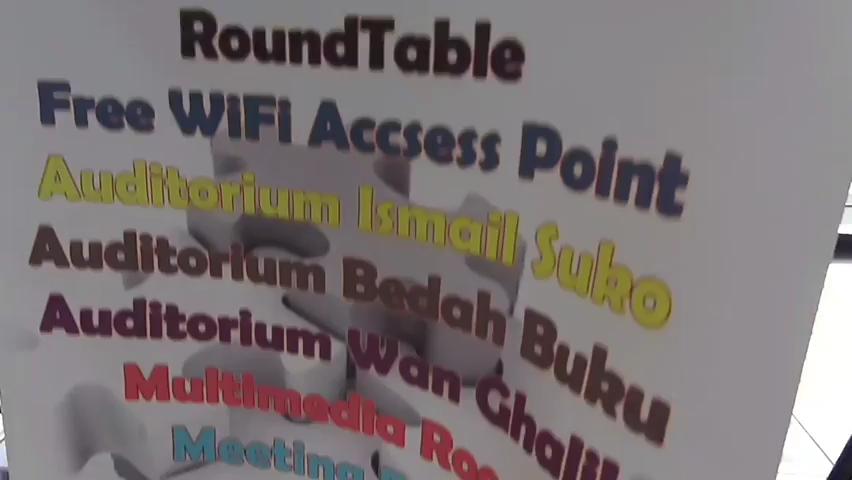 RoundTable
Free WiFi Accsess Point
Auditorium Ismail Suko
Auditorium Bedah Buku
Auditorium Wan Ghalib
Multimedia
Meeting